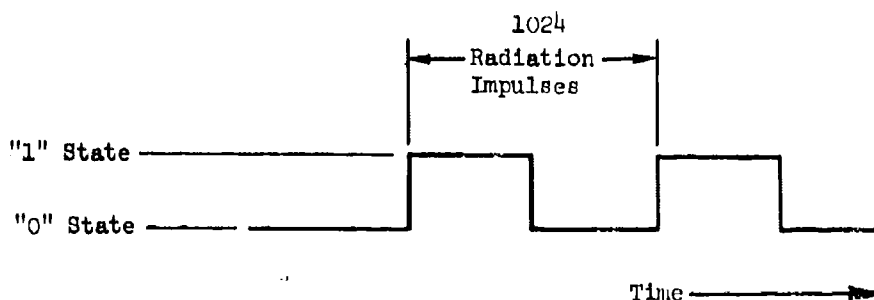 1024
Radiation
Impulses
"1" State
"0" State
Time